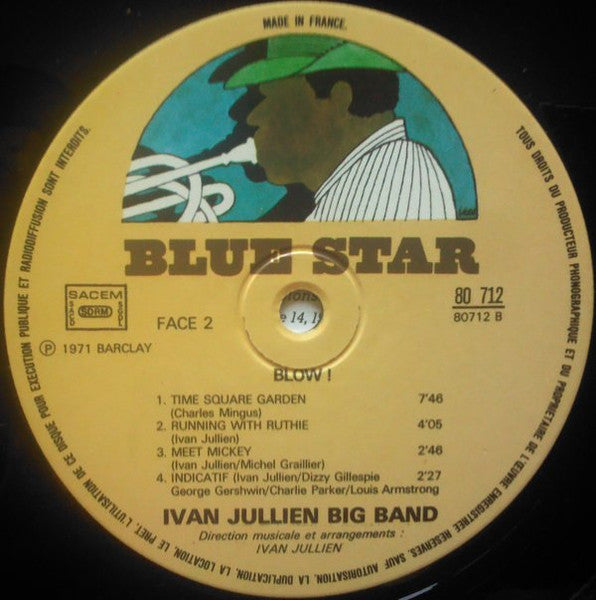 MADE IN FRANCE.
TOUS DROITS DU PRODUCTEUR PHONOGRAPHIQUE ET DU PROPRIETAIRE DE L'ŒUVRE ENREGISTREE RESERVES. SAUF AUTORISATION, LA DUPLICATION, LA LOCATION, LE PRET, L'UTILISATION DE CE DISQUE POUR EXECUTION PUBLIQUE ET RADIODIFFUSION SONT INTERDITS.
BLUE STAR
SACEM
SACD
SDRM
SGDL
FACE 2
80 712
80712 B
℗ 1971 BARCLAY
e 14, 1
BLOW !
1. TIME SQUARE GARDEN 7'46
(Charles Mingus)
2. RUNNING WITH RUTHIE 4'05
(Ivan Jullien)
3. MEET MICKEY 2'46
(Ivan Jullien/Michel Graillier)
4. INDICATIF (Ivan Jullien/Dizzy Gillespie 2'27
George Gershwin/Charlie Parker/Louis Armstrong
IVAN JULLIEN BIG BAND
Direction musicale et arrangements :
IVAN JULLIEN